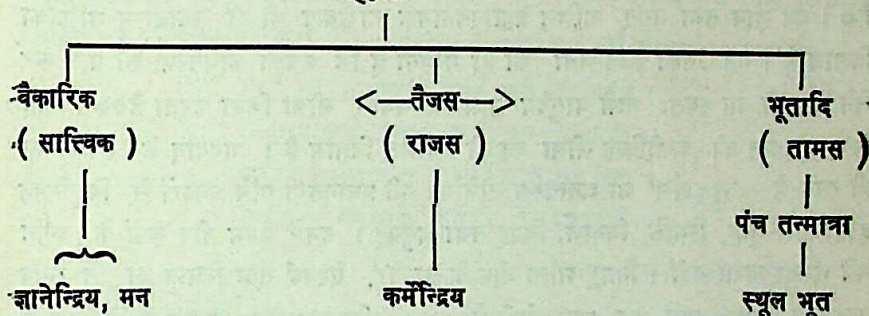 वैकारिक <—तैजस—> भूतादि
( सात्त्विक ) ( राजस ) ( तामस )
पंच तन्मात्रा
ज्ञानेन्द्रिय, मन कर्मेन्द्रिय स्थूल भूत